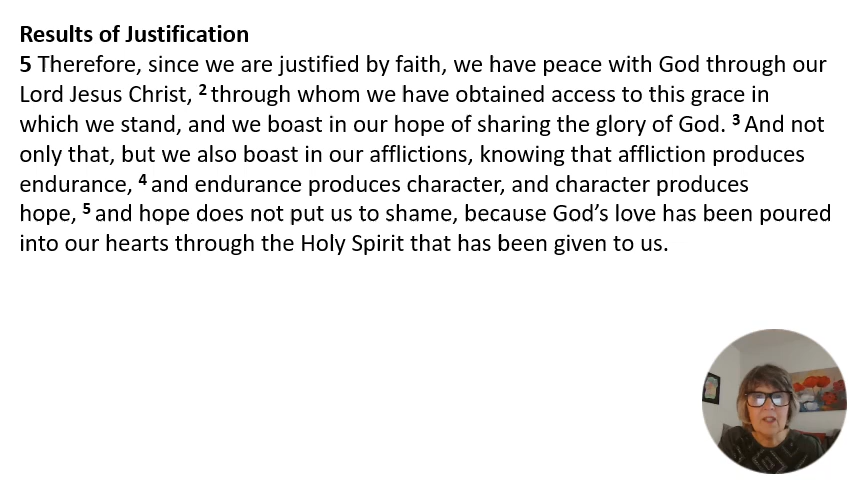 Results of Justification
5 Therefore, since we are justified by faith, we have peace with God through our
Lord Jesus Christ, 2 through whom we have obtained access to this grace in
which we stand, and we boast in our hope of sharing the glory of God. 3 And not
only that, but we also boast in our afflictions, knowing that affliction produces
endurance, 4 and endurance produces character, and character produces
hope, 5 and hope does not put us to shame, because God’s love has been poured
into our hearts through the Holy Spirit that has been given to us.